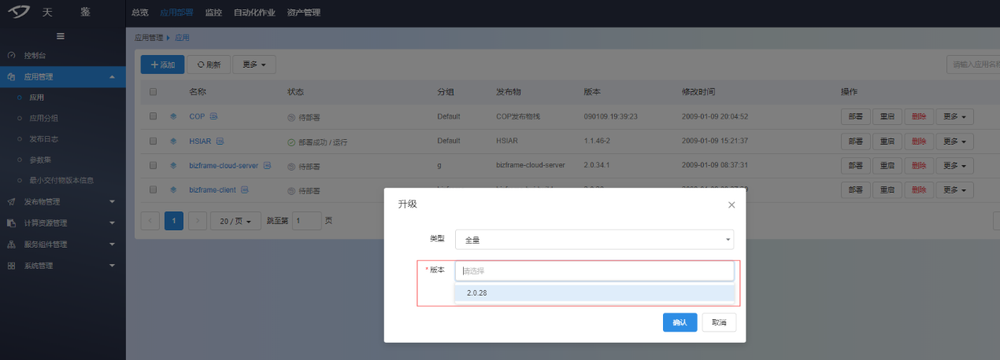 天 鉴
总览 应用部署 监控 自动化作业 资产管理
应用管理 应用
控制台
应用管理
应用
应用分组
发布日志
参数集
最小交付物版本信息
发布物管理
计算资源管理
服务组件管理
系统管理
添加 刷新 更多
请输入应用名称
名称 状态 分组 发布物 版本 修改时间 操作
COP 待部署 Default COP发布物栈 090109.19:39:23 2009-01-09 20:04:52 部署 重启 删除 更多
HSIAR 部署成功 / 运行 Default HSIAR 1.1.46-2 2009-01-09 15:21:37 部署 重启 删除 更多
bizframe-cloud-server 待部署 g bizframe-cloud-server 2.0.34.1 2009-01-09 08:37:31 部署 重启 删除 更多
bizframe-client 待部署 部署 重启 删除 更多
1 20 / 页 跳至第 1 页
升级
类型 全量
* 版本 请选择
2.0.28
确认 取消